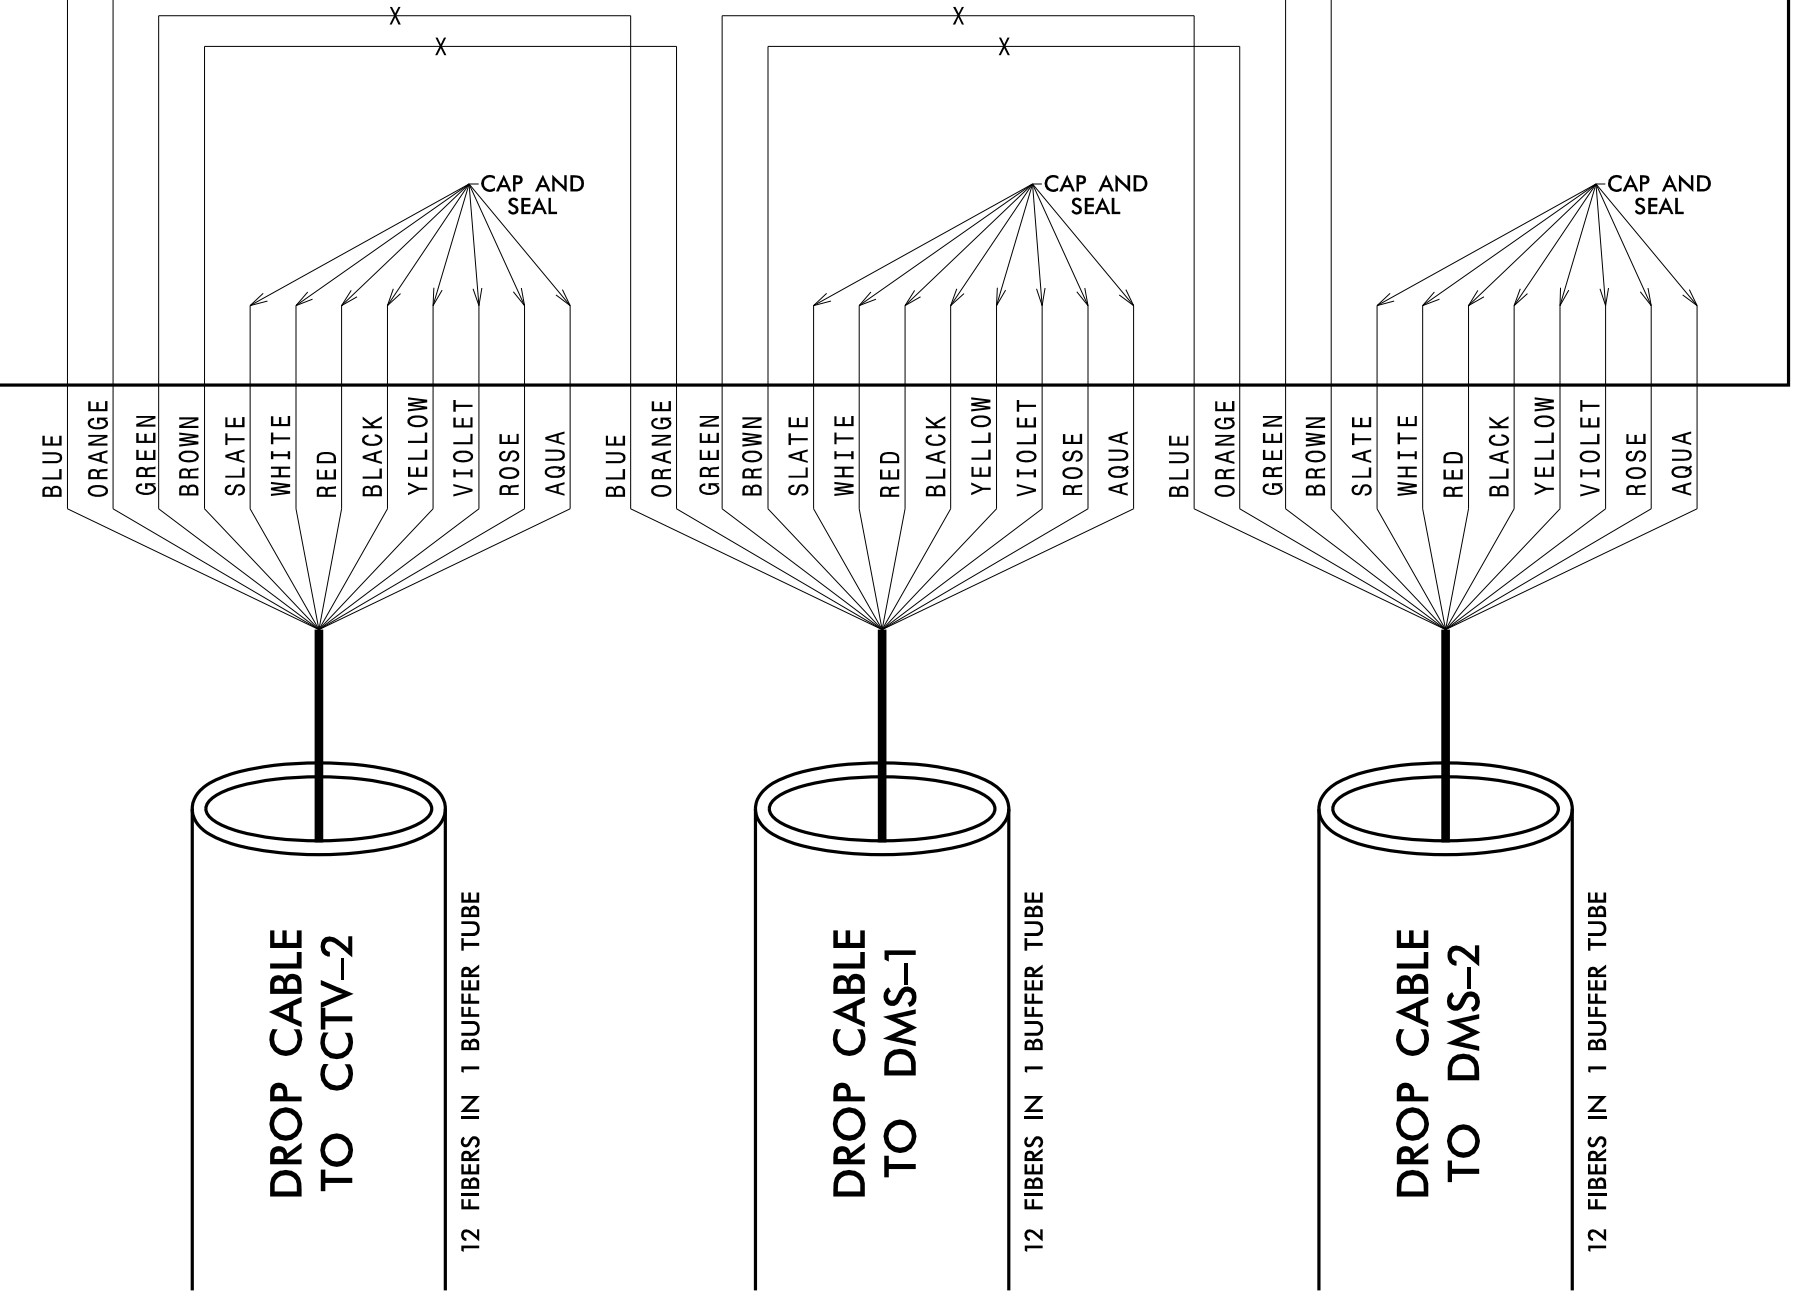 X
X
X
X
CAP AND
SEAL
CAP AND
SEAL
CAP AND
SEAL
BLUE
ORANGE
GREEN
BROWN
SLATE
WHITE
RED
BLACK
YELLOW
VIOLET
ROSE
AQUA
BLUE
ORANGE
GREEN
BROWN
SLATE
WHITE
RED
BLACK
YELLOW
VIOLET
ROSE
AQUA
BLUE
ORANGE
GREEN
BROWN
SLATE
WHITE
RED
BLACK
YELLOW
VIOLET
ROSE
AQUA
DROP CABLE
TO CCTV-2
12 FIBERS IN 1 BUFFER TUBE
DROP CABLE
TO DMS-1
12 FIBERS IN 1 BUFFER TUBE
DROP CABLE
TO DMS-2
12 FIBERS IN 1 BUFFER TUBE